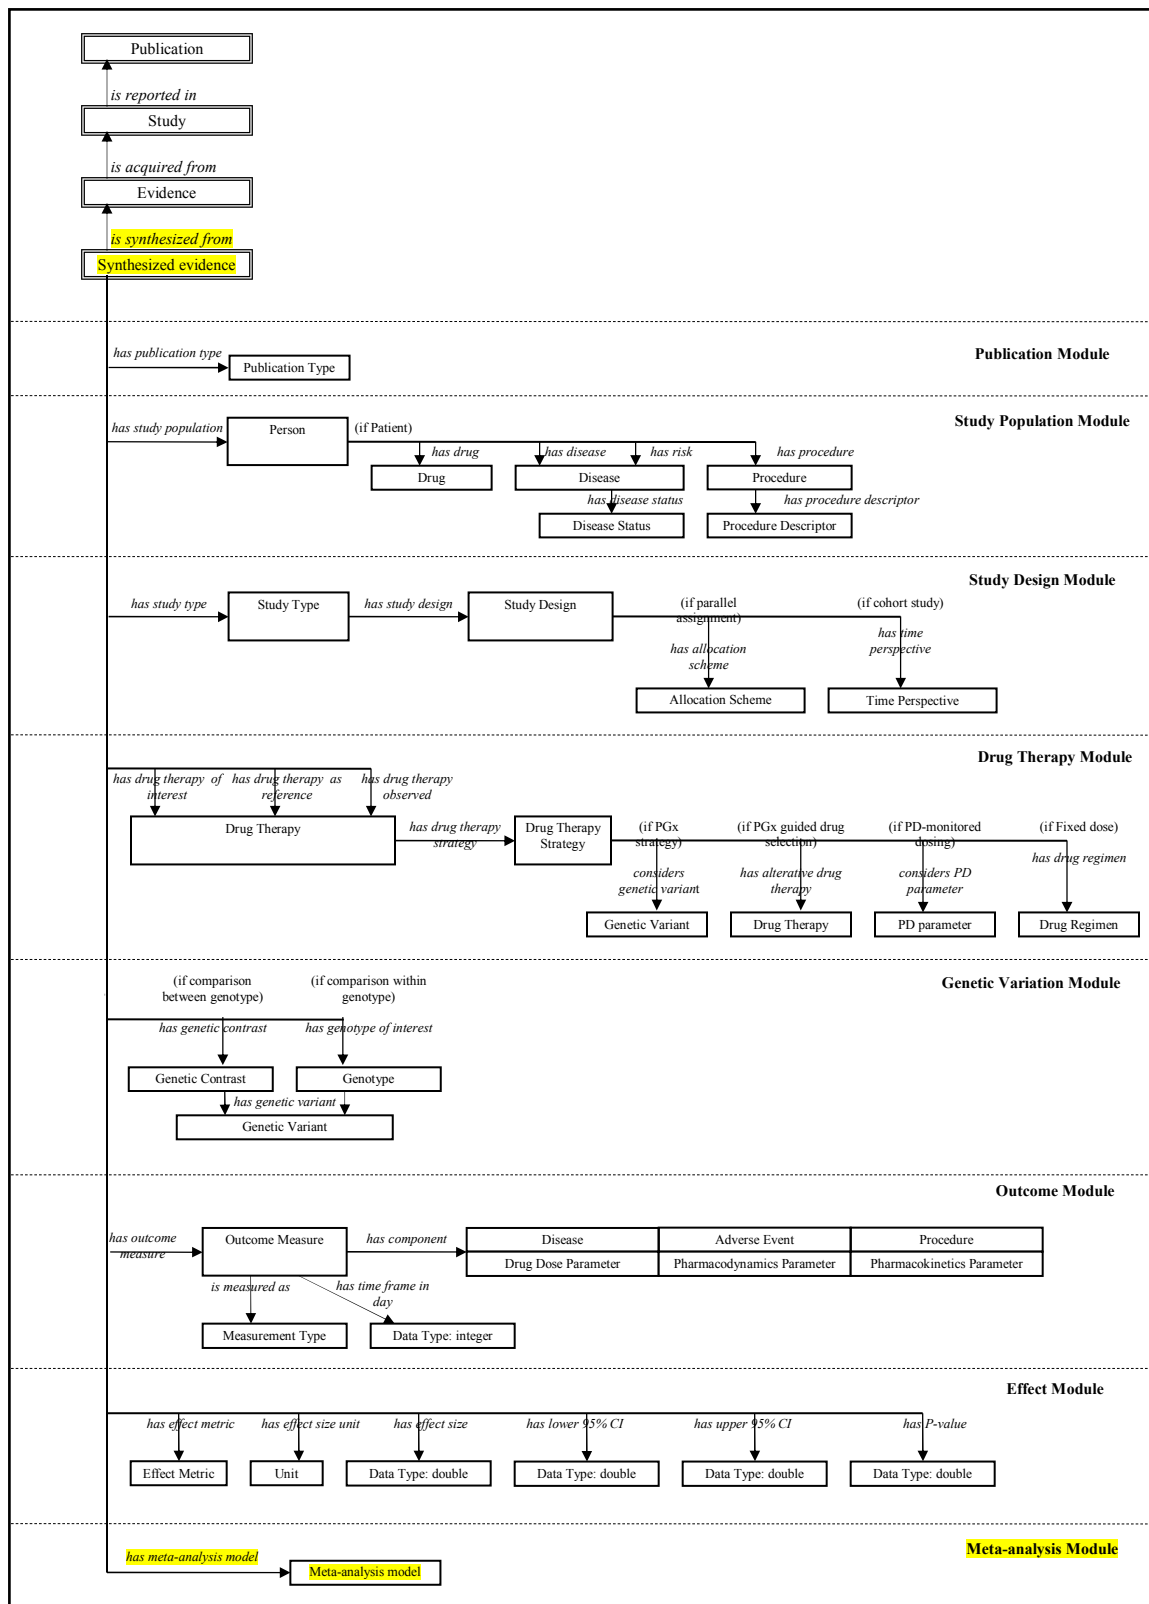 Publication
is reported in
Study
is acquired from
Evidence
is synthesized from
Synthesized evidence
Publication Module
has publication type
Publication Type
Study Population Module
has study population
Person
(if Patient)
has drug
has disease
has risk
has procedure
Drug
Disease
Procedure
has disease status
has procedure descriptor
Disease Status
Procedure Descriptor
Study Design Module
has study type
Study Type
has study design
Study Design
(if parallel
assignment)
(if cohort study)
has allocation
scheme
has time
perspective
Allocation Scheme
Time Perspective
Drug Therapy Module
has drug therapy of
interest
has drug therapy as
reference
has drug therapy
observed
Drug Therapy
has drug therapy
strategy
Drug Therapy
Strategy
(if PGx
strategy)
(if PGx guided drug
selection)
(if PD-monitored
dosing)
(if Fixed dose)
considers
genetic variant
has alterative drug
therapy
considers PD
parameter
has drug regimen
Genetic Variant
Drug Therapy
PD parameter
Drug Regimen
Genetic Variation Module
(if comparison
between genotype)
(if comparison within
genotype)
has genetic contrast
has genotype of interest
Genetic Contrast
Genotype
has genetic variant
Genetic Variant
Outcome Module
has outcome
measure
Outcome Measure
has component
Disease
Adverse Event
Procedure
Drug Dose Parameter
Pharmacodynamics Parameter
Pharmacokinetics Parameter
is measured as
has time frame in
day
Measurement Type
Data Type: integer
Effect Module
has effect metric
has effect size unit
has effect size
has lower 95% CI
has upper 95% CI
has P-value
Effect Metric
Unit
Data Type: double
Data Type: double
Data Type: double
Data Type: double
Meta-analysis Module
has meta-analysis model
Meta-analysis model